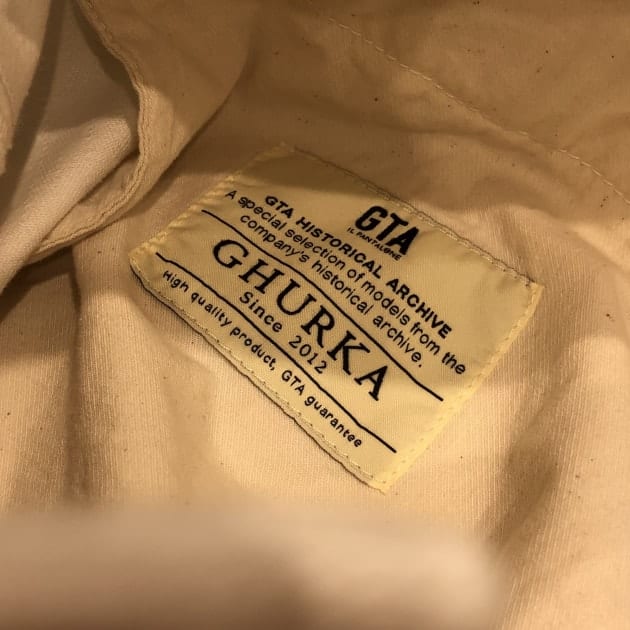 GTA
IL PANTALONE
GTA HISTORICAL ARCHIVE
A special selection of models from the
company's historical archive.
GHURKA
Since 2012
High quality product, GTA guarantee